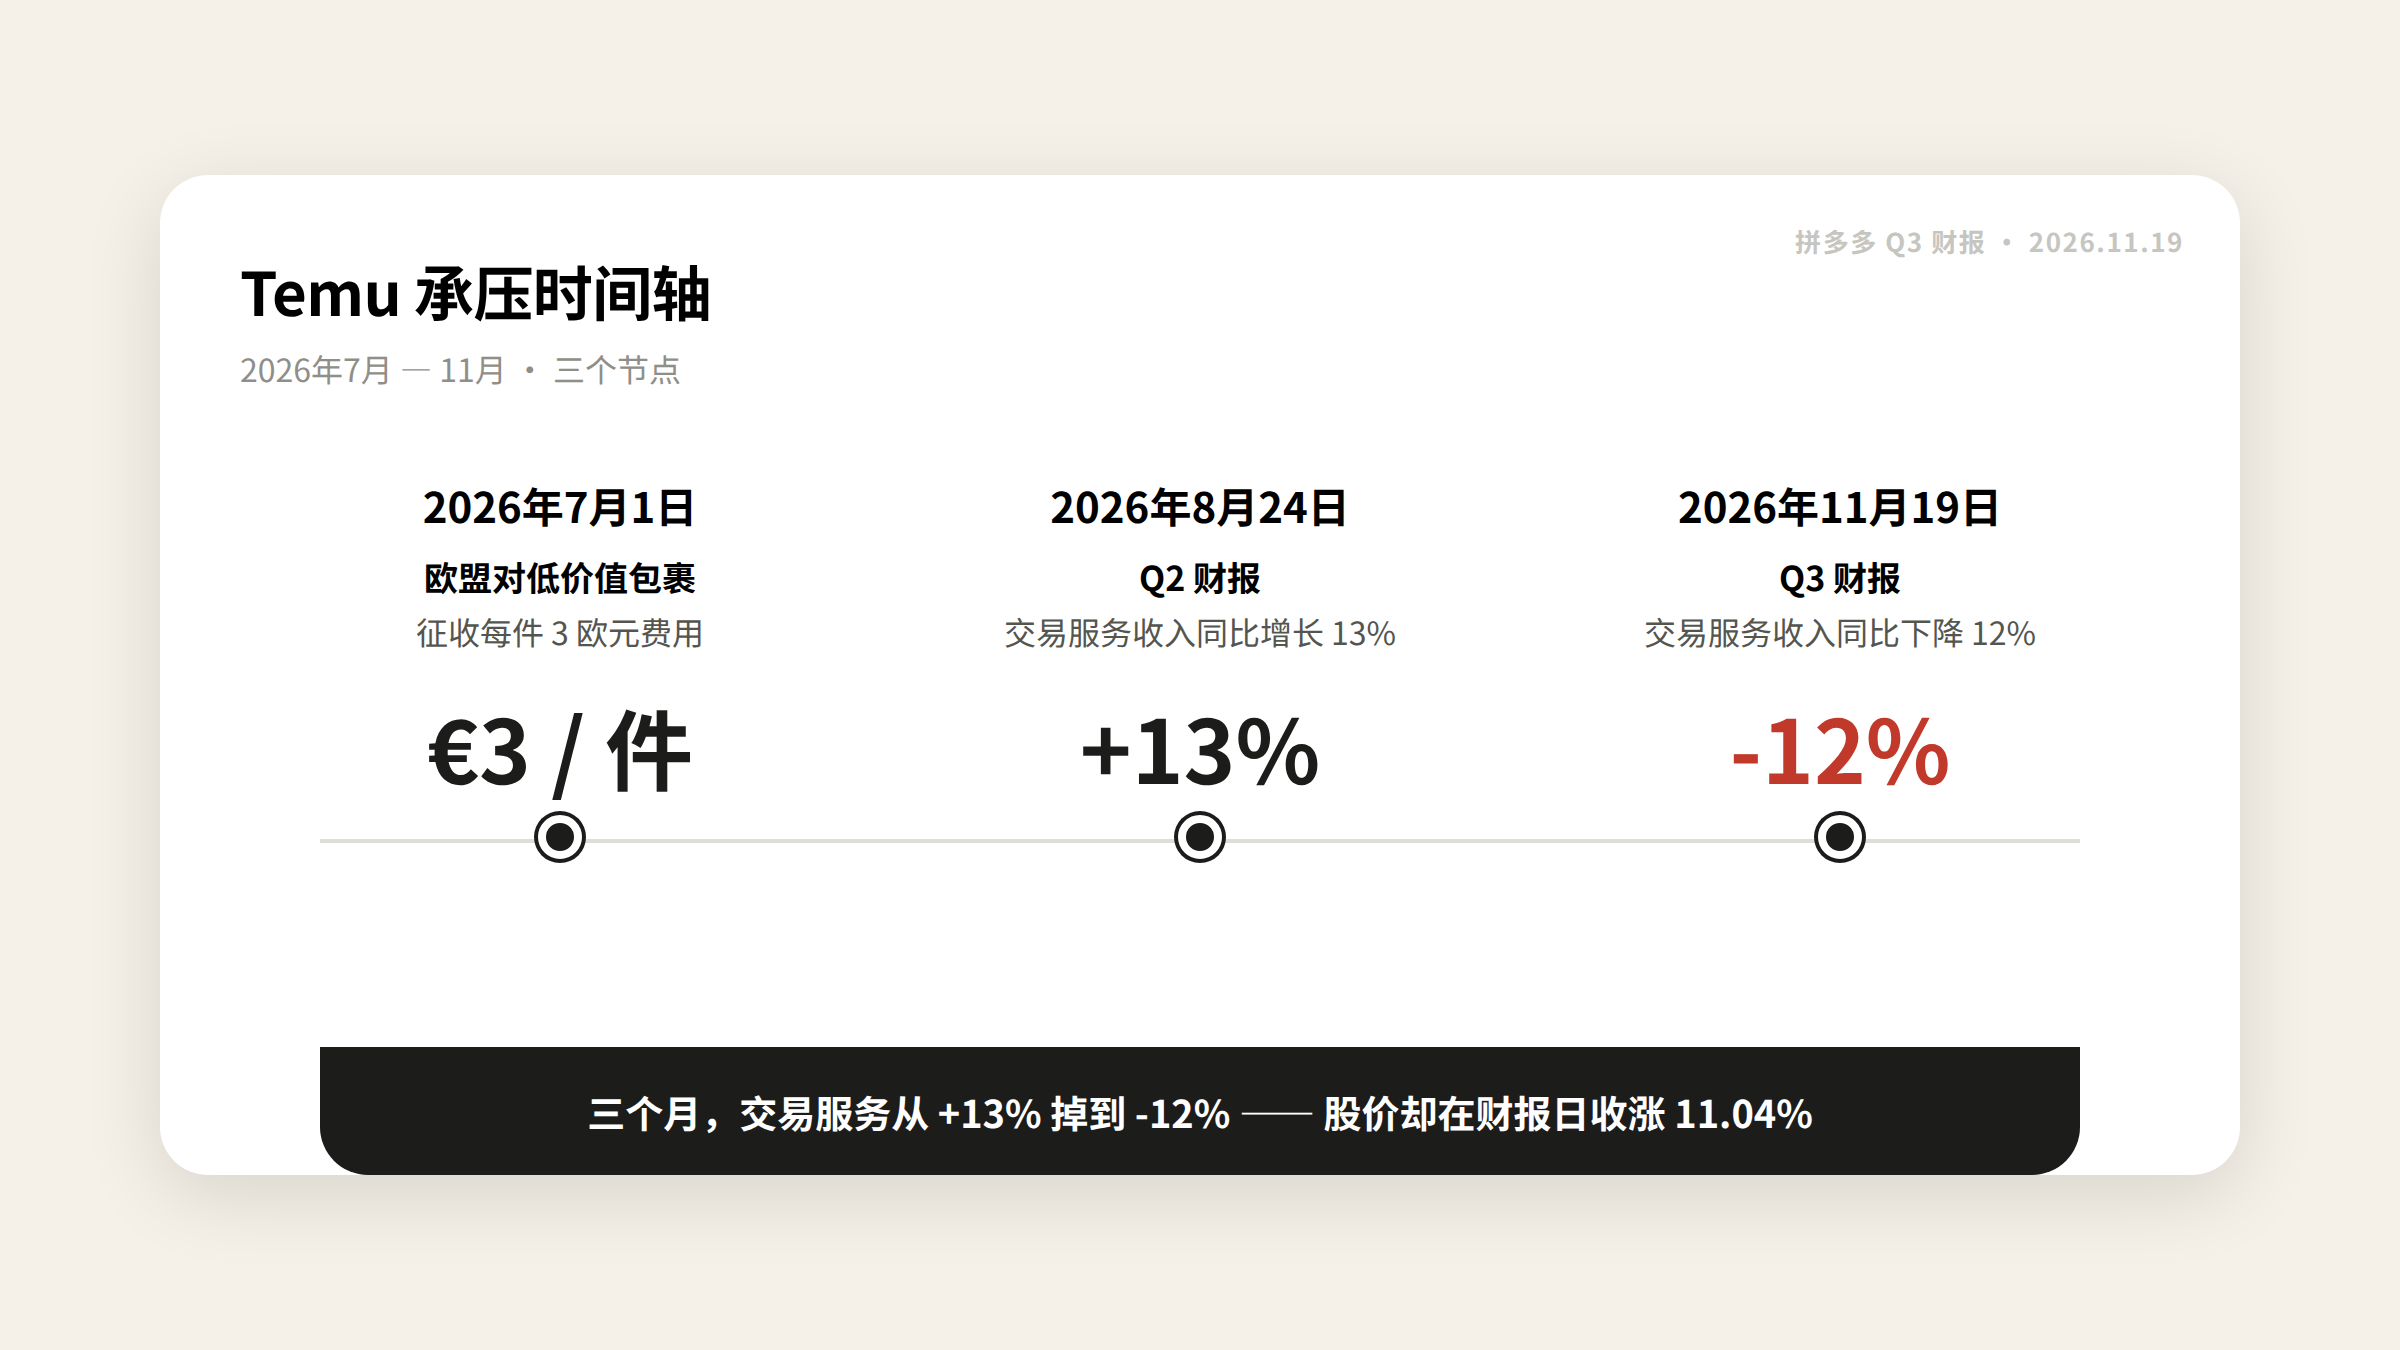 拼多多 Q3 财报 · 2026.11.19
Temu 承压时间轴
2026年7月 — 11月 · 三个节点
2026年7月1日
欧盟对低价值包裹
征收每件 3 欧元费用
€3 / 件
2026年8月24日
Q2 财报
交易服务收入同比增长 13%
+13%
2026年11月19日
Q3 财报
交易服务收入同比下降 12%
-12%
三个月，交易服务从 +13% 掉到 -12% —— 股价却在财报日收涨 11.04%